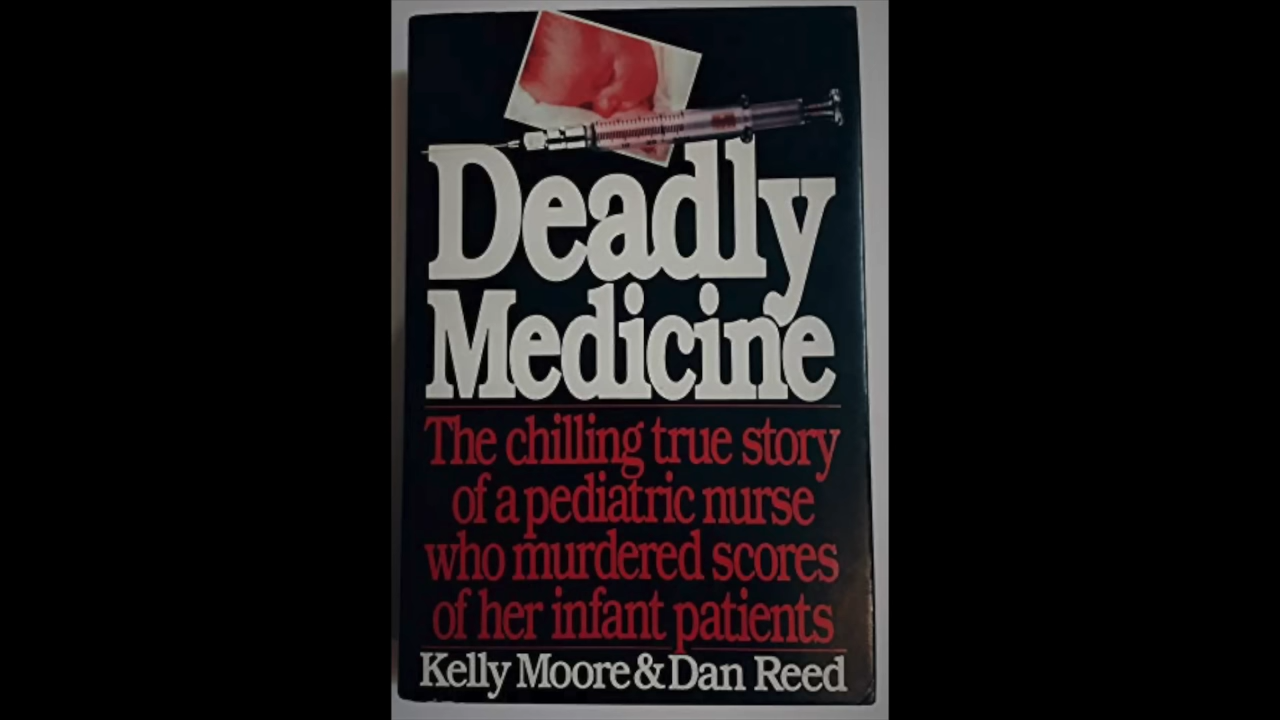 Deadly
Medicine
The chilling true story
of a pediatric nurse
who murdered scores
of her infant patients
Kelly Moore & Dan Reed